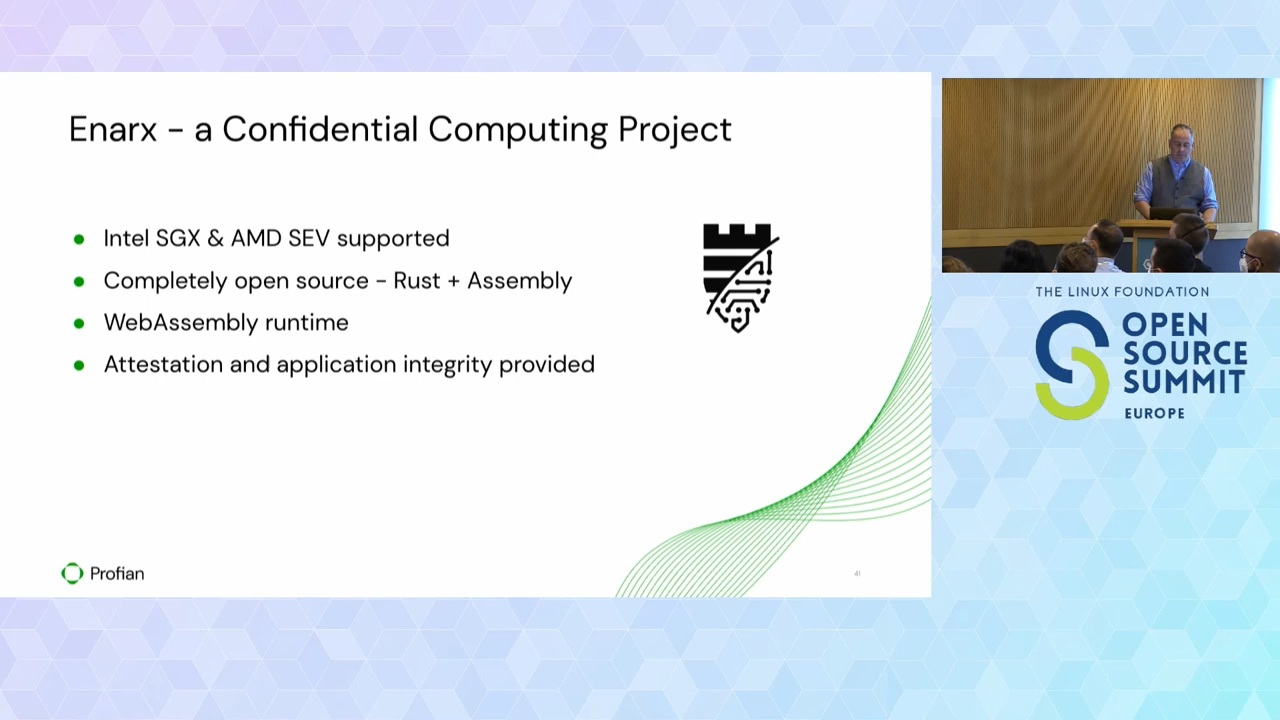 Enarx - a Confidential Computing Project
Intel SGX & AMD SEV supported
Completely open source - Rust + Assembly
WebAssembly runtime
Attestation and application integrity provided
Profian
41
THE LINUX FOUNDATION
OPEN
SOURCE
SUMMIT
EUROPE